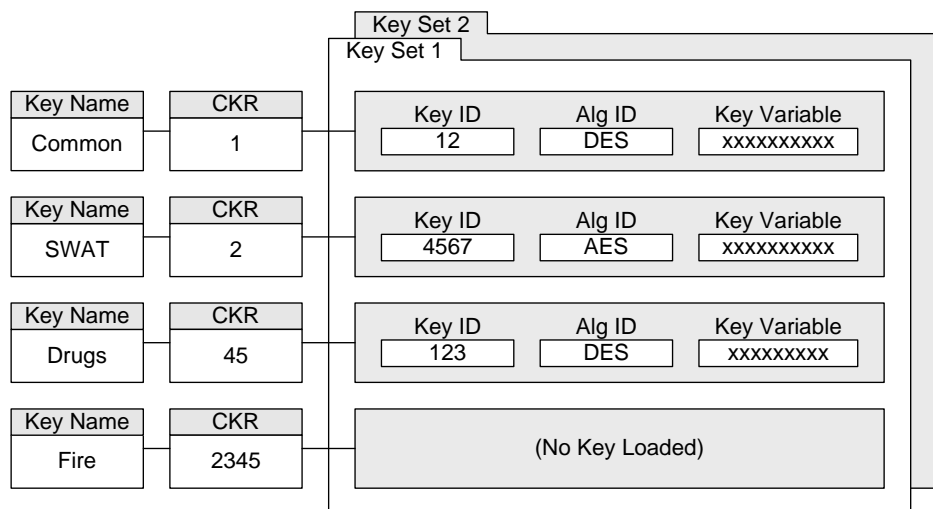 Key Set 2
Key Set 1
Key Name CKR
Common 1
Key ID Alg ID Key Variable
12 DES xxxxxxxxxx
Key Name CKR
SWAT 2
Key ID Alg ID Key Variable
4567 AES xxxxxxxxxx
Key Name CKR
Drugs 45
Key ID Alg ID Key Variable
123 DES xxxxxxxxx
Key Name CKR
Fire 2345
(No Key Loaded)